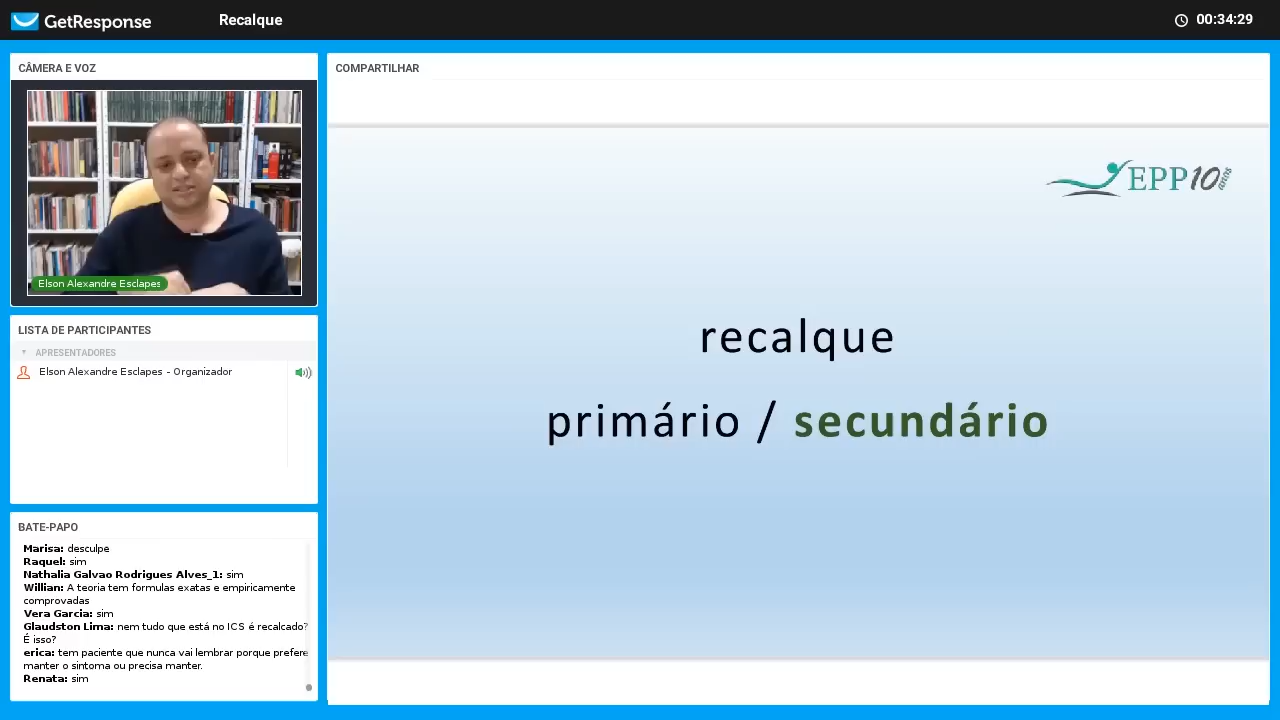 GetResponse
Recalque
00:34:29
CÂMERA E VOZ
Elson Alexandre Esclapes
LISTA DE PARTICIPANTES
APRESENTADORES
Elson Alexandre Esclapes - Organizador
BATE-PAPO
Marisa: desculpe
Raquel: sim
Nathalia Galvao Rodrigues Alves_1: sim
Willian: A teoria tem formulas exatas e empiricamente
comprovadas
Vera Garcia: sim
Glaudston Lima: nem tudo que está no ICS é recalcado?
É isso?
erica: tem paciente que nunca vai lembrar porque prefere
manter o sintoma ou precisa manter.
Renata: sim
COMPARTILHAR
EPP10 anos
recalque
primário / secundário